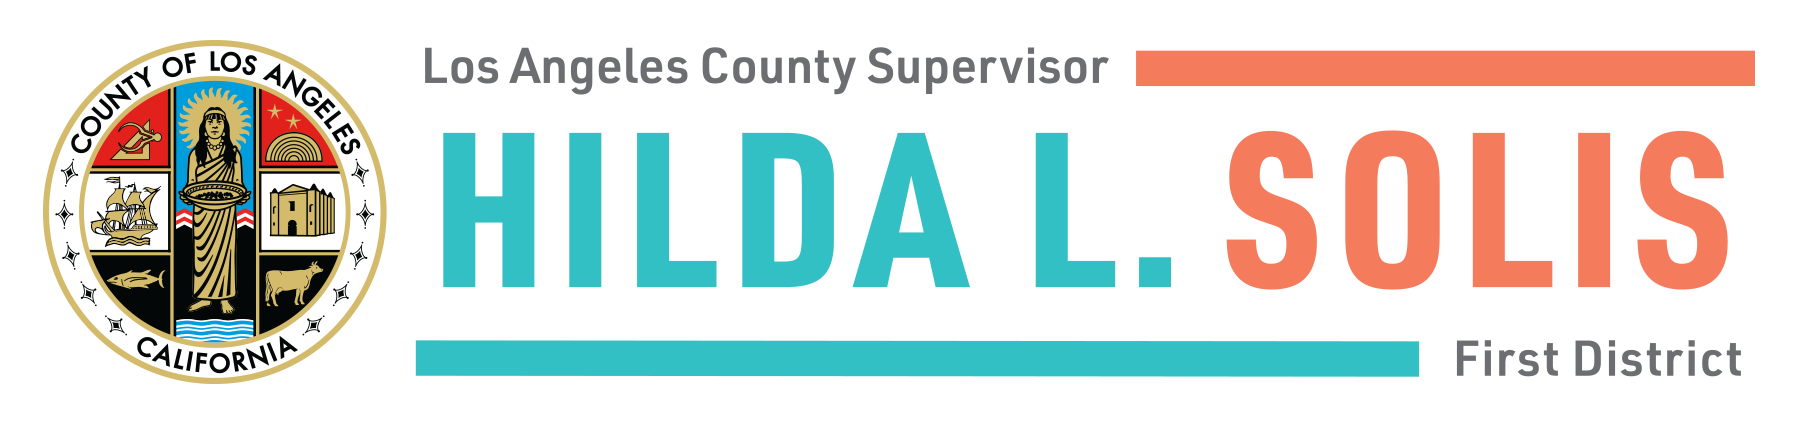 COUNTY OF LOS ANGELES
CALIFORNIA
Los Angeles County Supervisor
HILDA L. SOLIS
First District